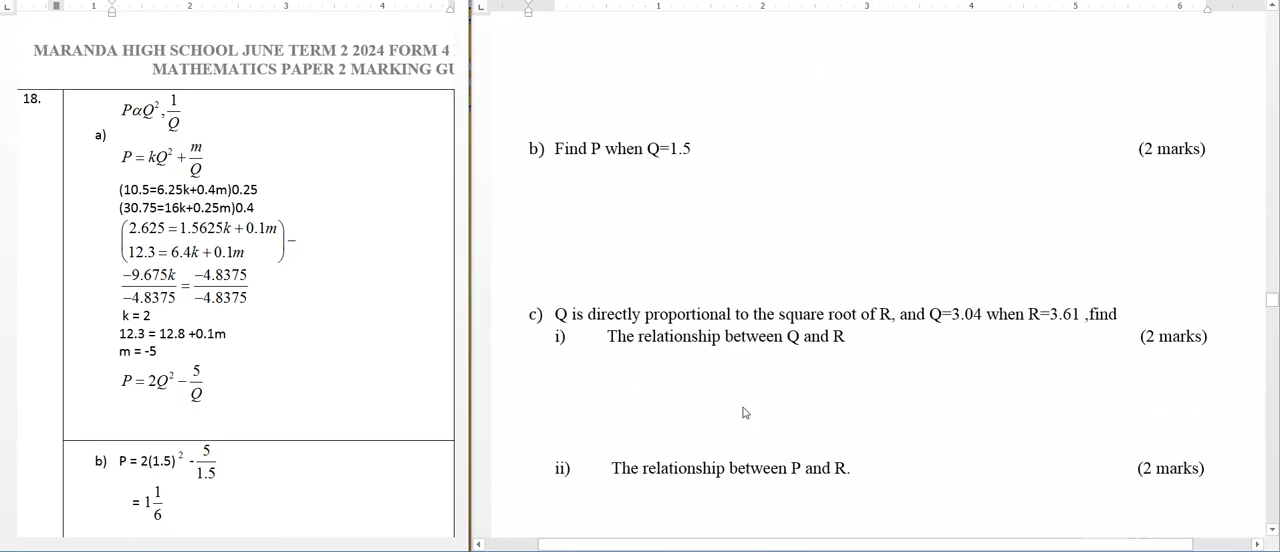 MARANDA HIGH SCHOOL JUNE TERM 2 2024 FORM 4
MATHEMATICS PAPER 2 MARKING GU
18.
PαQ², 1/Q
a)
P = kQ² + m/Q
(10.5=6.25k+0.4m)0.25
(30.75=16k+0.25m)0.4
(2.625 = 1.5625k + 0.1m
12.3 = 6.4k + 0.1m) −
−9.675k/−4.8375 = −4.8375/−4.8375
k = 2
12.3 = 12.8 +0.1m
m = -5
P = 2Q² − 5/Q
b) P = 2(1.5)² - 5/1.5
= 1 1/6
b) Find P when Q=1.5 (2 marks)
c) Q is directly proportional to the square root of R, and Q=3.04 when R=3.61 ,find
i) The relationship between Q and R (2 marks)
ii) The relationship between P and R. (2 marks)